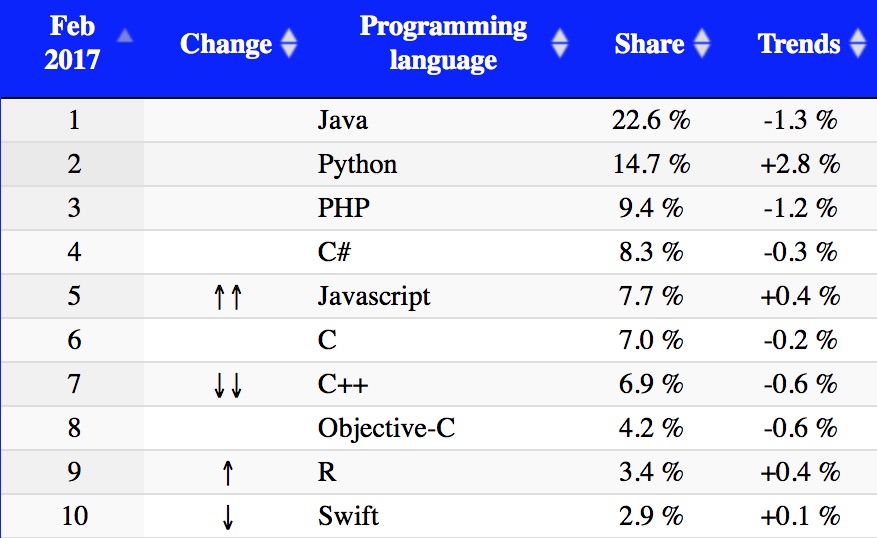 Feb 2017 Change Programming language Share Trends
1 Java 22.6 % -1.3 %
2 Python 14.7 % +2.8 %
3 PHP 9.4 % -1.2 %
4 C# 8.3 % -0.3 %
5 ↑↑ Javascript 7.7 % +0.4 %
6 C 7.0 % -0.2 %
7 ↓↓ C++ 6.9 % -0.6 %
8 Objective-C 4.2 % -0.6 %
9 ↑ R 3.4 % +0.4 %
10 ↓ Swift 2.9 % +0.1 %